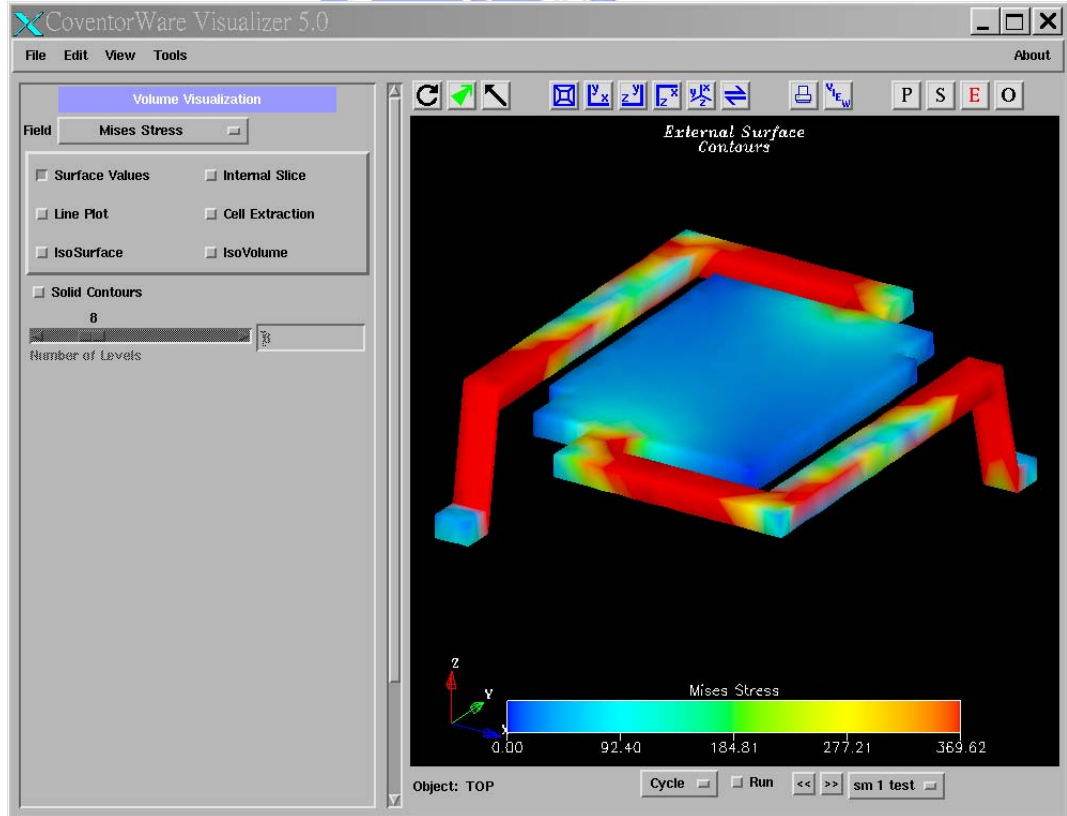 CoventorWare Visualizer 5.0
File Edit View Tools About
Volume Visualization
Field Mises Stress
Surface Values Internal Slice
Line Plot Cell Extraction
IsoSurface IsoVolume
Solid Contours
8
8
Number of Levels
y x z y z x y x z VIEW P S E O
External Surface
Contours
Z
Y
X
Mises Stress
0.00 92.40 184.81 277.21 369.62
Object: TOP Cycle Run << >> sm 1 test